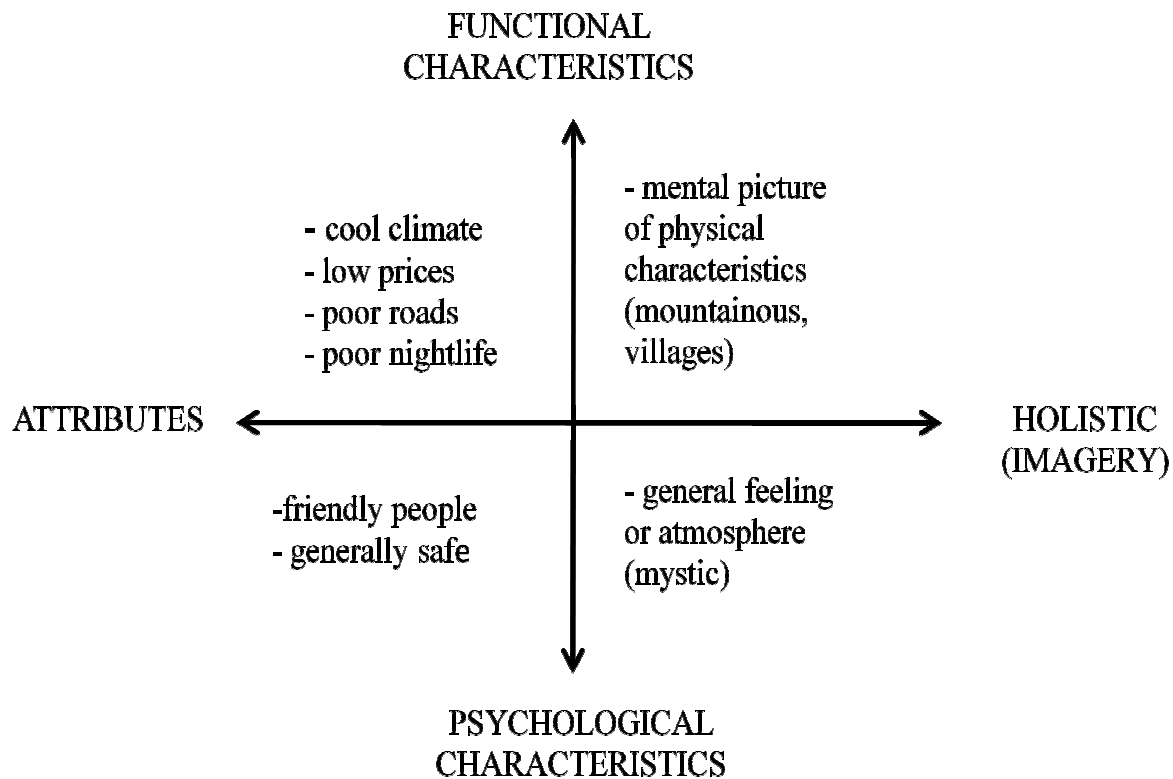 FUNCTIONAL
CHARACTERISTICS
- cool climate
- low prices
- poor roads
- poor nightlife
- mental picture
of physical
characteristics
(mountainous,
villages)
ATTRIBUTES
HOLISTIC
(IMAGERY)
-friendly people
- generally safe
- general feeling
or atmosphere
(mystic)
PSYCHOLOGICAL
CHARACTERISTICS